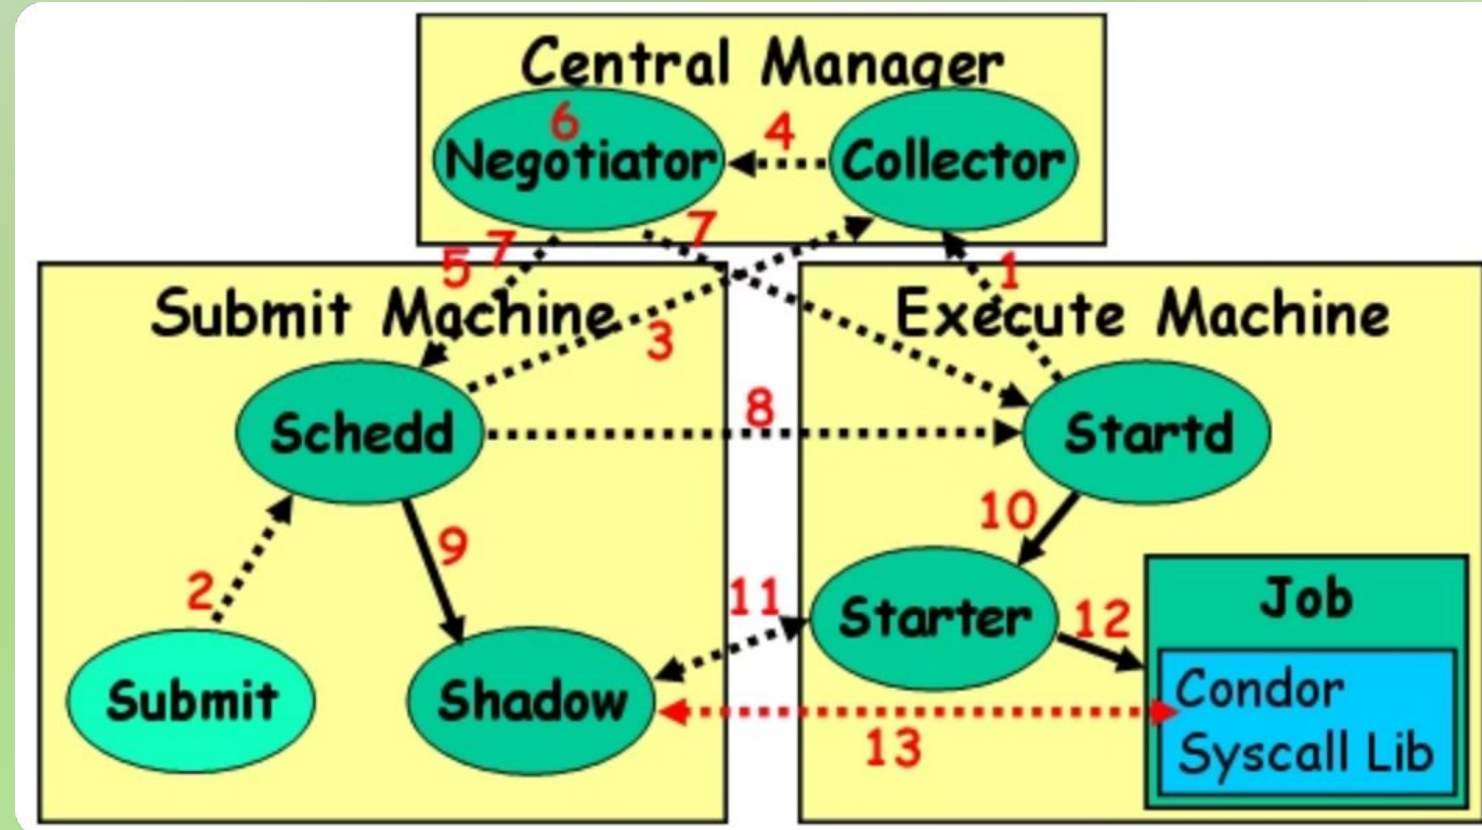 Central Manager
6
Negotiator
4
Collector
5
7
7
1
Submit Machine
3
Execute Machine
8
Schedd
Startd
2
9
10
11
Submit
Shadow
Starter
12
Job
Condor
Syscall Lib
13